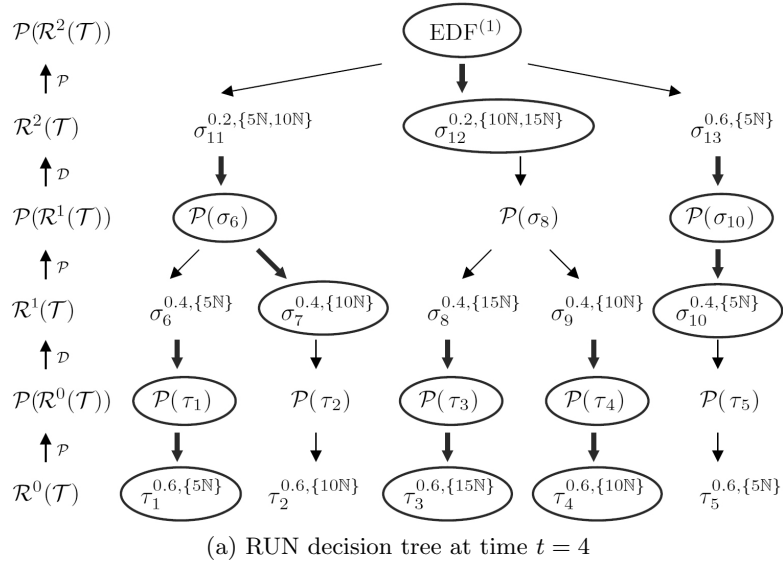 𝒫(ℛ²(𝒯)) EDF⁽¹⁾
↑ 𝒫
ℛ²(𝒯) σ₁₁^{0.2,{5ℕ,10ℕ}} σ₁₂^{0.2,{10ℕ,15ℕ}} σ₁₃^{0.6,{5ℕ}}
↑ 𝒟
𝒫(ℛ¹(𝒯)) 𝒫(σ₆) 𝒫(σ₈) 𝒫(σ₁₀)
↑ 𝒫
ℛ¹(𝒯) σ₆^{0.4,{5ℕ}} σ₇^{0.4,{10ℕ}} σ₈^{0.4,{15ℕ}} σ₉^{0.4,{10ℕ}} σ₁₀^{0.4,{5ℕ}}
↑ 𝒟
𝒫(ℛ⁰(𝒯)) 𝒫(τ₁) 𝒫(τ₂) 𝒫(τ₃) 𝒫(τ₄) 𝒫(τ₅)
↑ 𝒫
ℛ⁰(𝒯) τ₁^{0.6,{5ℕ}} τ₂^{0.6,{10ℕ}} τ₃^{0.6,{15ℕ}} τ₄^{0.6,{10ℕ}} τ₅^{0.6,{5ℕ}}
(a) RUN decision tree at time t = 4